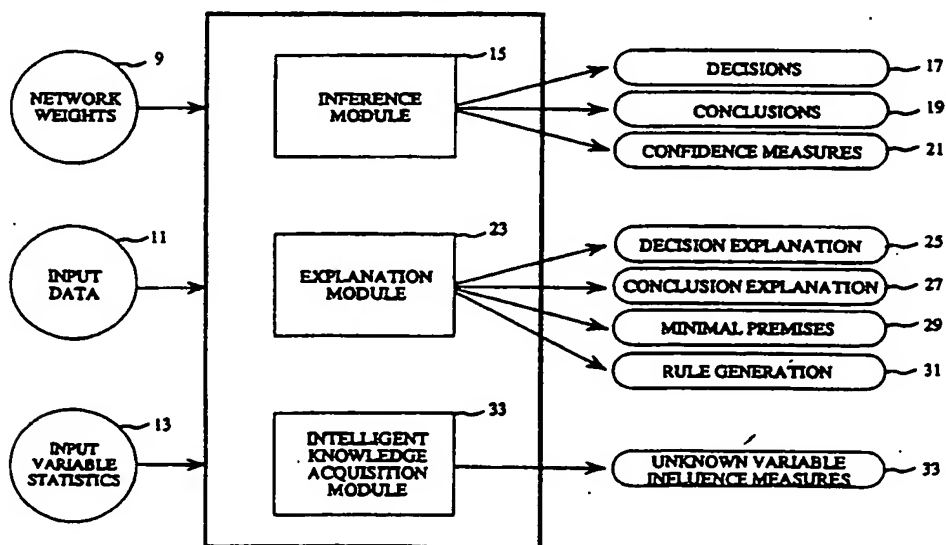 9
NETWORK
WEIGHTS
15
INFERENCE
MODULE
DECISIONS
17
CONCLUSIONS
19
CONFIDENCE MEASURES
21
11
INPUT
DATA
23
EXPLANATION
MODULE
DECISION EXPLANATION
25
CONCLUSION EXPLANATION
27
MINIMAL PREMISES
29
RULE GENERATION
31
13
INPUT
VARIABLE
STATISTICS
33
INTELLIGENT
KNOWLEDGE
ACQUISITION
MODULE
UNKNOWN VARIABLE
INFLUENCE MEASURES
33